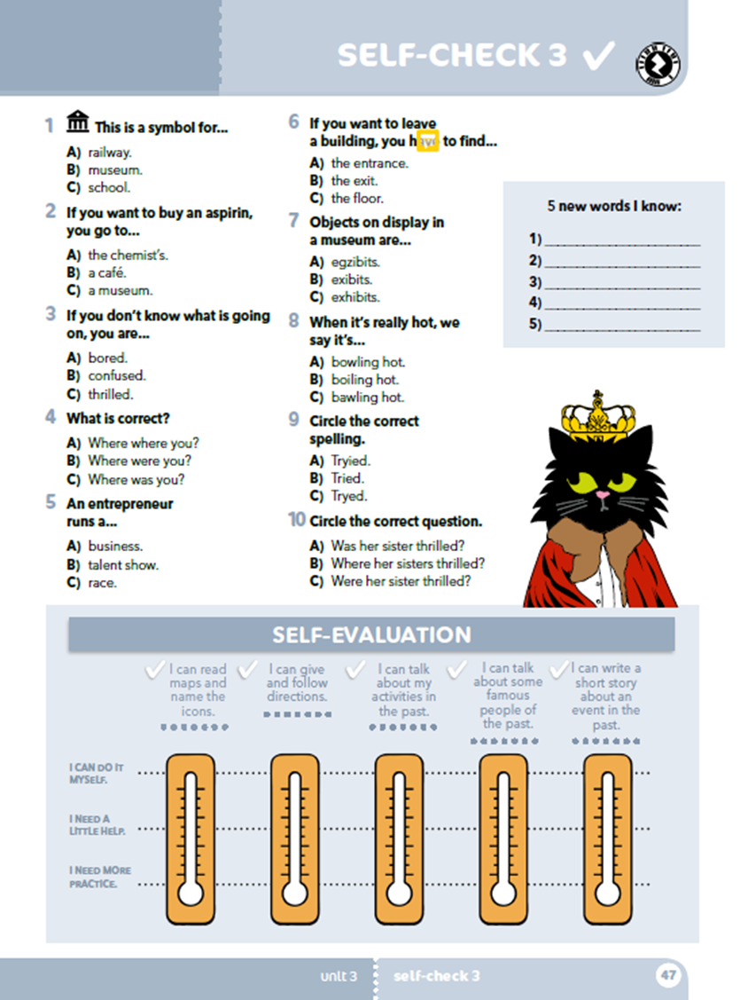 SELF-CHECK 3
1 This is a symbol for...
A) railway.
B) museum.
C) school.
2 If you want to buy an aspirin,
you go to...
A) the chemist's.
B) a café.
C) a museum.
3 If you don't know what is going
on, you are...
A) bored.
B) confused.
C) thrilled.
4 What is correct?
A) Where where you?
B) Where were you?
C) Where was you?
5 An entrepreneur
runs a...
A) business.
B) talent show.
C) race.
6 If you want to leave
a building, you have to find...
A) the entrance.
B) the exit.
C) the floor.
7 Objects on display in
a museum are...
A) egzibits.
B) exibits.
C) exhibits.
8 When it's really hot, we
say it's...
A) bowling hot.
B) boiling hot.
C) bawling hot.
9 Circle the correct
spelling.
A) Tryied.
B) Tried.
C) Tryed.
10 Circle the correct question.
A) Was her sister thrilled?
B) Where her sisters thrilled?
C) Were her sister thrilled?
5 new words I know:
1)
2)
3)
4)
5)
SELF-EVALUATION
I can read
maps and
name the
icons.
I can give
and follow
directions.
I can talk
about my
activities in
the past.
I can talk
about some
famous
people of
the past.
I can write a
short story
about an
event in the
past.
I CAN DO IT
MYSELF.
I NEED A
LITTLE HELP.
I NEED MORE
PRACTICE.
unit 3
self-check 3
47